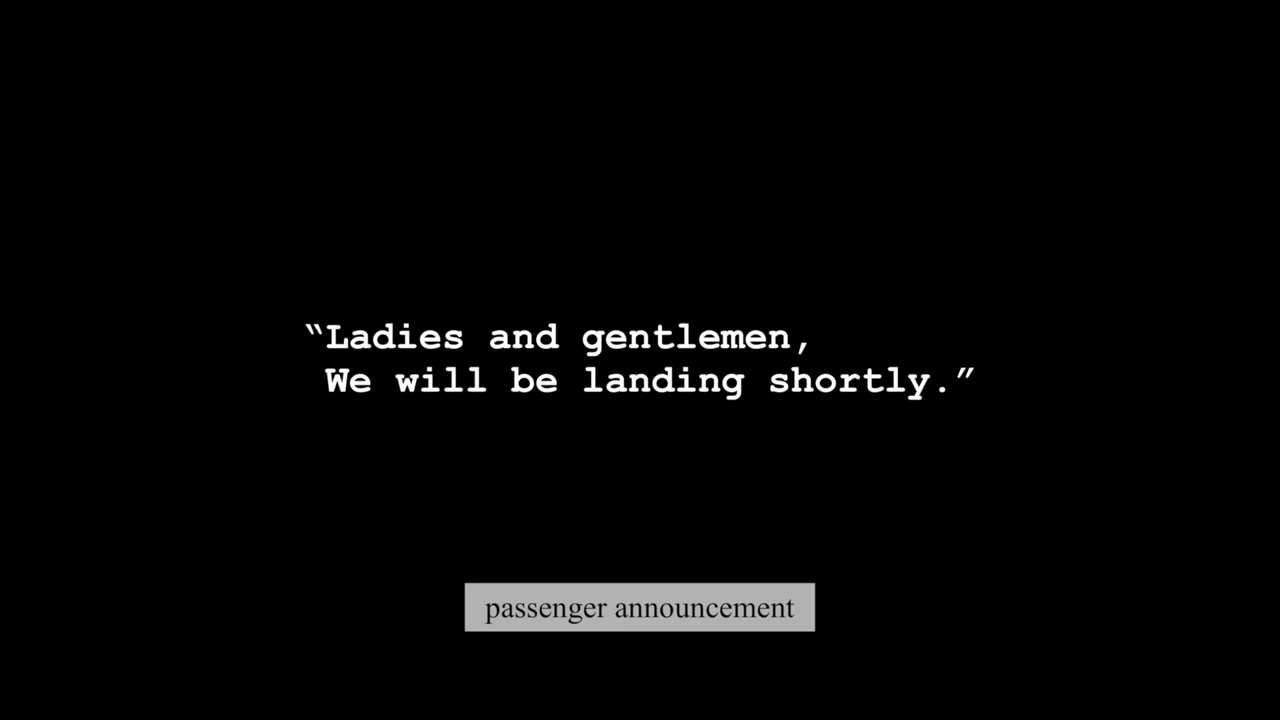 “Ladies and gentlemen,
We will be landing shortly.”
passenger announcement